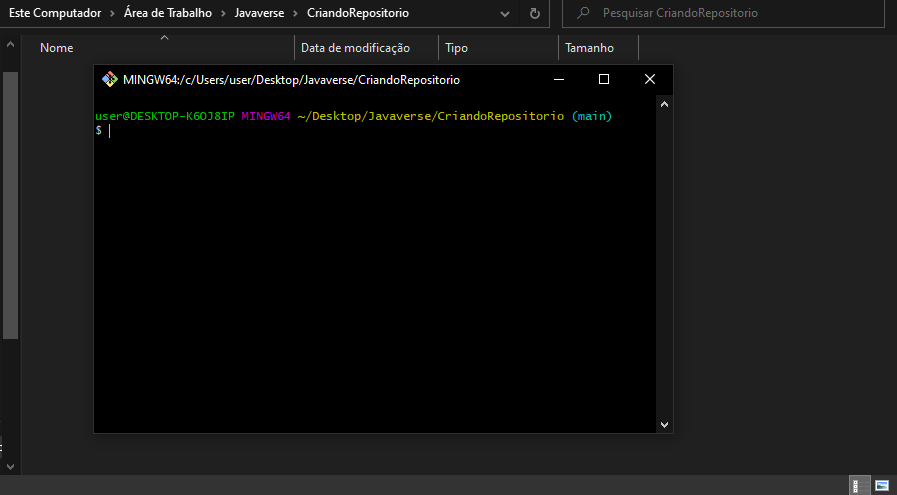 Este Computador > Área de Trabalho > Javaverse > CriandoRepositorio
Pesquisar CriandoRepositorio
Nome Data de modificação Tipo Tamanho
MINGW64:/c/Users/user/Desktop/Javaverse/CriandoRepositorio
user@DESKTOP-K6OJ8IP MINGW64 ~/Desktop/Javaverse/CriandoRepositorio (main)
$